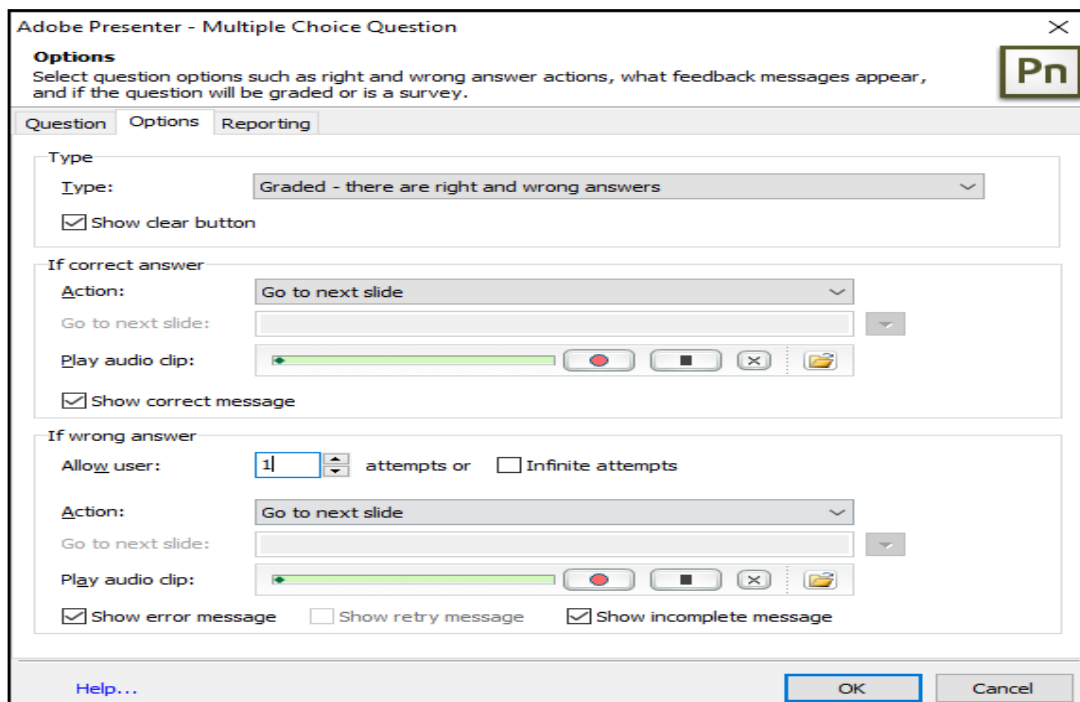 Adobe Presenter - Multiple Choice Question
Options
Select question options such as right and wrong answer actions, what feedback messages appear,
and if the question will be graded or is a survey.
Pn
Question Options Reporting
Type
Type: Graded - there are right and wrong answers
Show clear button
If correct answer
Action: Go to next slide
Go to next slide:
Play audio clip:
Show correct message
If wrong answer
Allow user: 1 attempts or Infinite attempts
Action: Go to next slide
Go to next slide:
Play audio clip:
Show error message Show retry message Show incomplete message
Help... OK Cancel